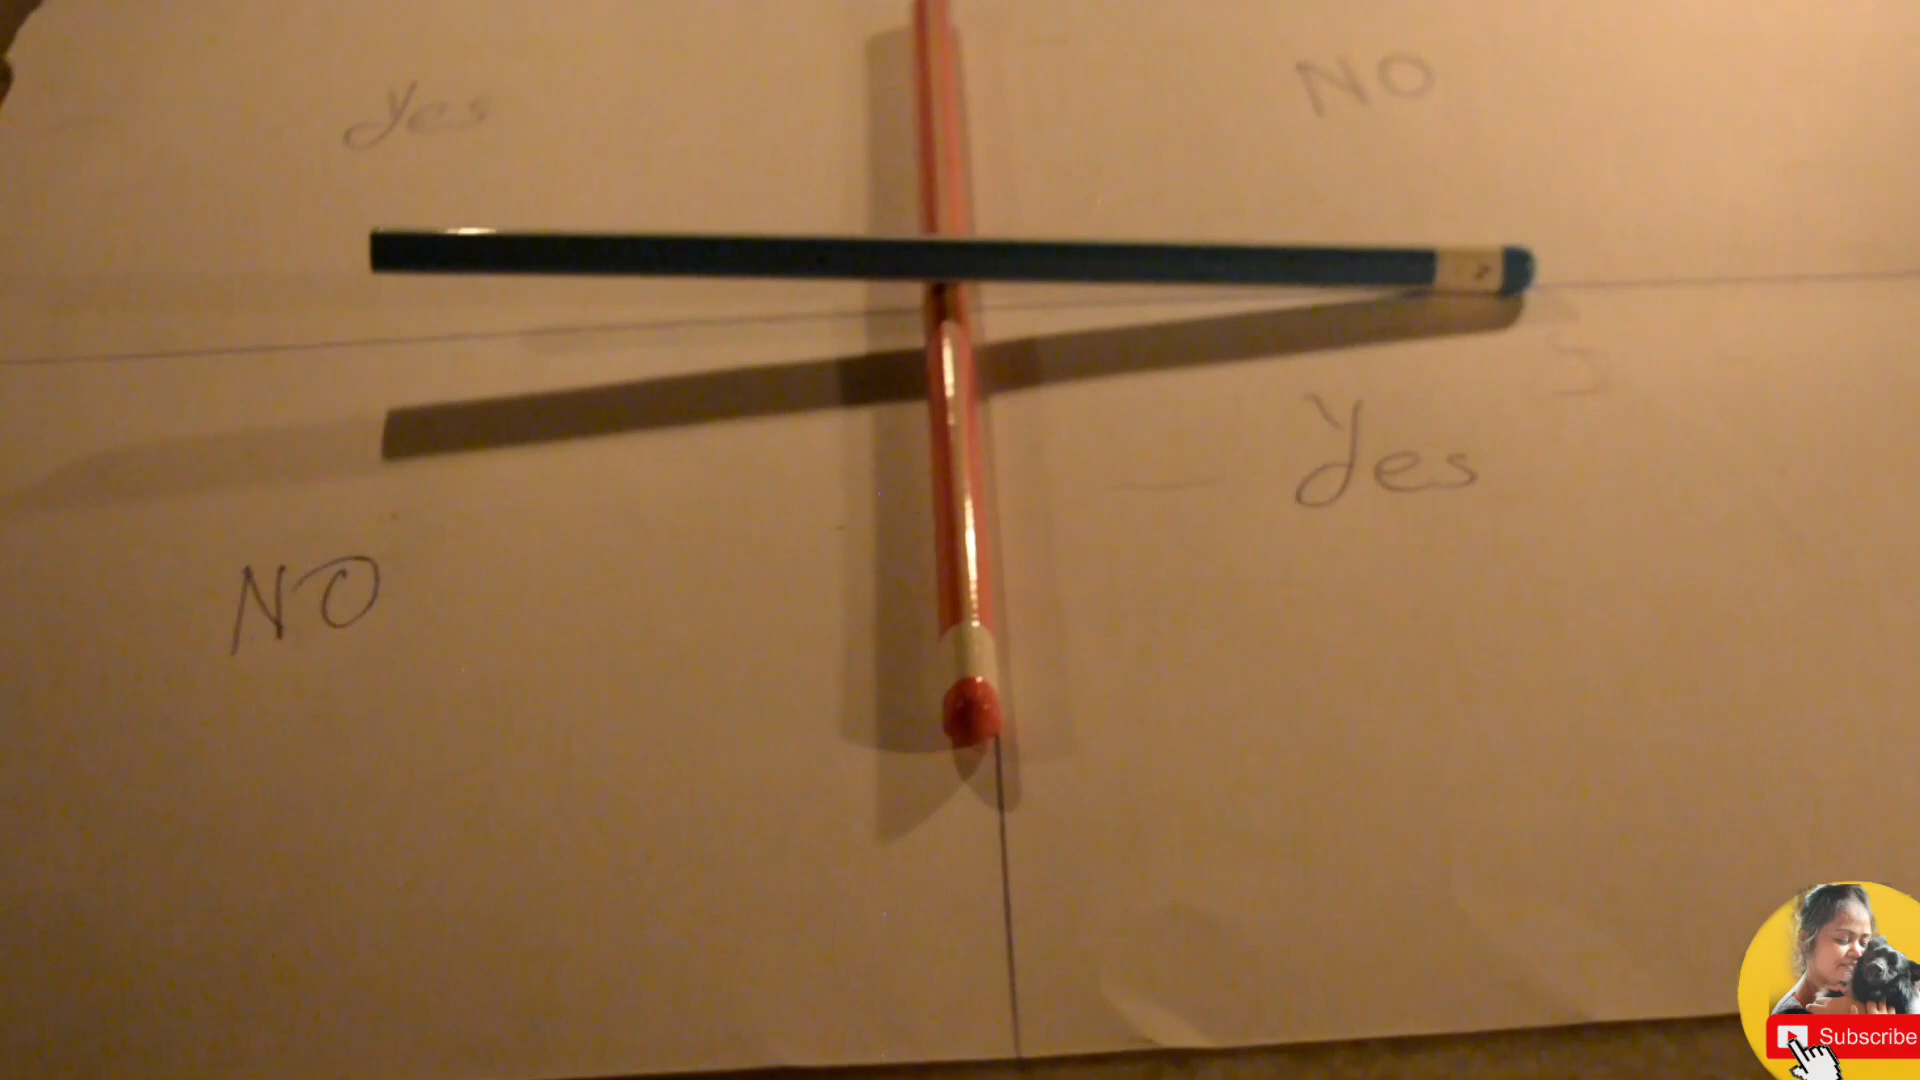 Yes
NO
Yes
NO
Subscribe